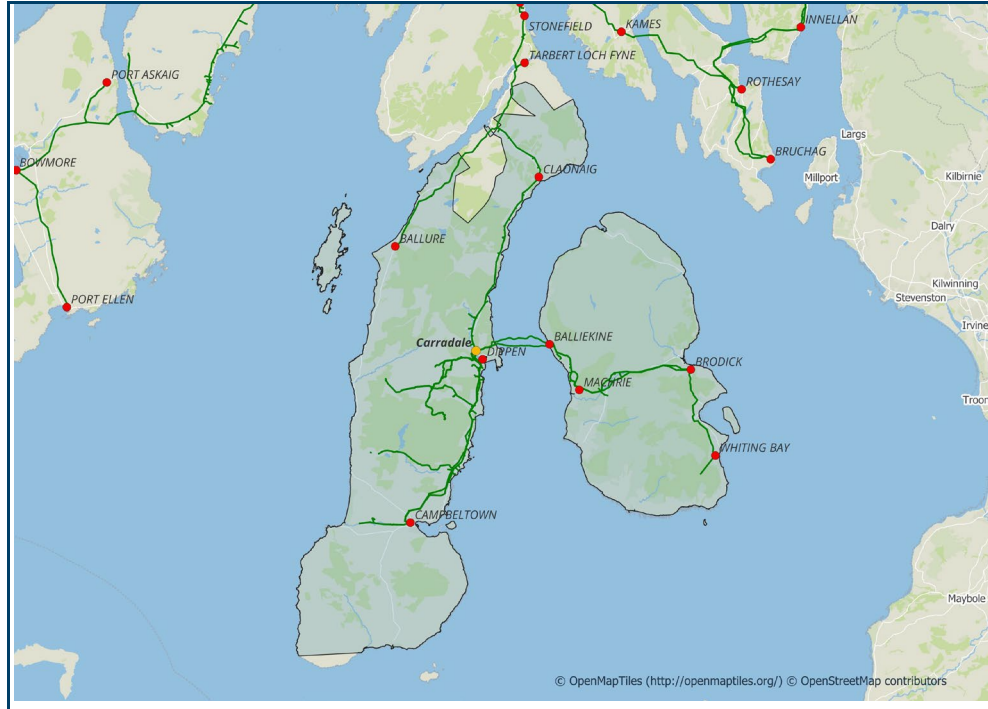 STONEFIELD
KAMES
INNELLAN
TARBERT LOCH FYNE
PORT ASKAIG
ROTHESAY
Largs
BRUCHAG
BOWMORE
CLAONAIG
Millport
Kilbirnie
Dalry
BALLURE
Kilwinning
Stevenston
PORT ELLEN
Irvine
BALLIEKINE
Carradale
DIPPEN
BRODICK
MACHRIE
Troon
WHITING BAY
CAMPBELTOWN
Maybole
© OpenMapTiles (http://openmaptiles.org/) © OpenStreetMap contributors